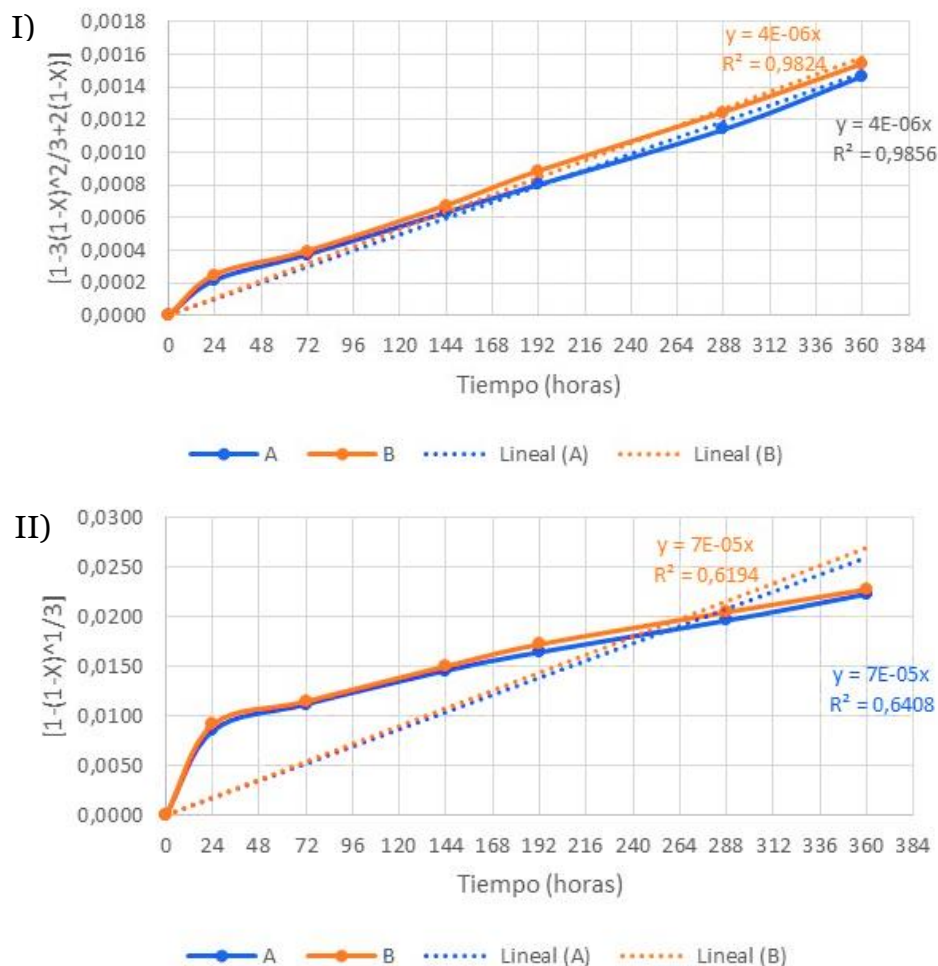 I)
[1-3{1-X}^2/3+2{1-X}]
0,0018
0,0016
0,0014
0,0012
0,0010
0,0008
0,0006
0,0004
0,0002
0,0000
y = 4E-06x
R² = 0,9824
y = 4E-06x
R² = 0,9856
0 24 48 72 96 120 144 168 192 216 240 264 288 312 336 360 384
Tiempo (horas)
A B Lineal (A) Lineal (B)
II)
[1-{1-X}^1/3]
0,0300
0,0250
0,0200
0,0150
0,0100
0,0050
0,0000
y = 7E-05x
R² = 0,6194
y = 7E-05x
R² = 0,6408
0 24 48 72 96 120 144 168 192 216 240 264 288 312 336 360 384
Tiempo (horas)
A B Lineal (A) Lineal (B)